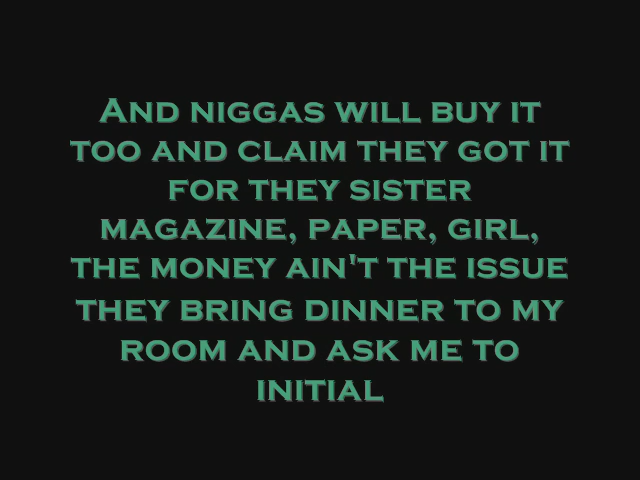 And niggas will buy it
too and claim they got it
for they sister
magazine, paper, girl,
the money ain't the issue
they bring dinner to my
room and ask me to
initial